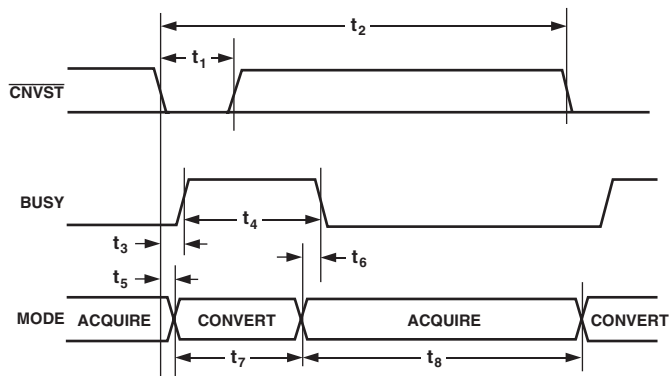 t2
t1
CNVST
BUSY
t4
t3
t6
t5
MODE ACQUIRE CONVERT ACQUIRE CONVERT
t7 t8